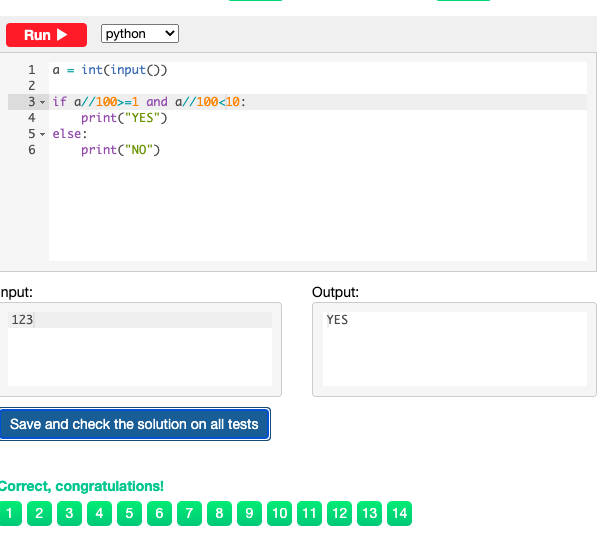 Run
python
1 a = int(input())
2
3 if a//100>=1 and a//100<10:
4     print("YES")
5 else:
6     print("NO")
nput: Output:
123 YES
Save and check the solution on all tests
Correct, congratulations!
1 2 3 4 5 6 7 8 9 10 11 12 13 14